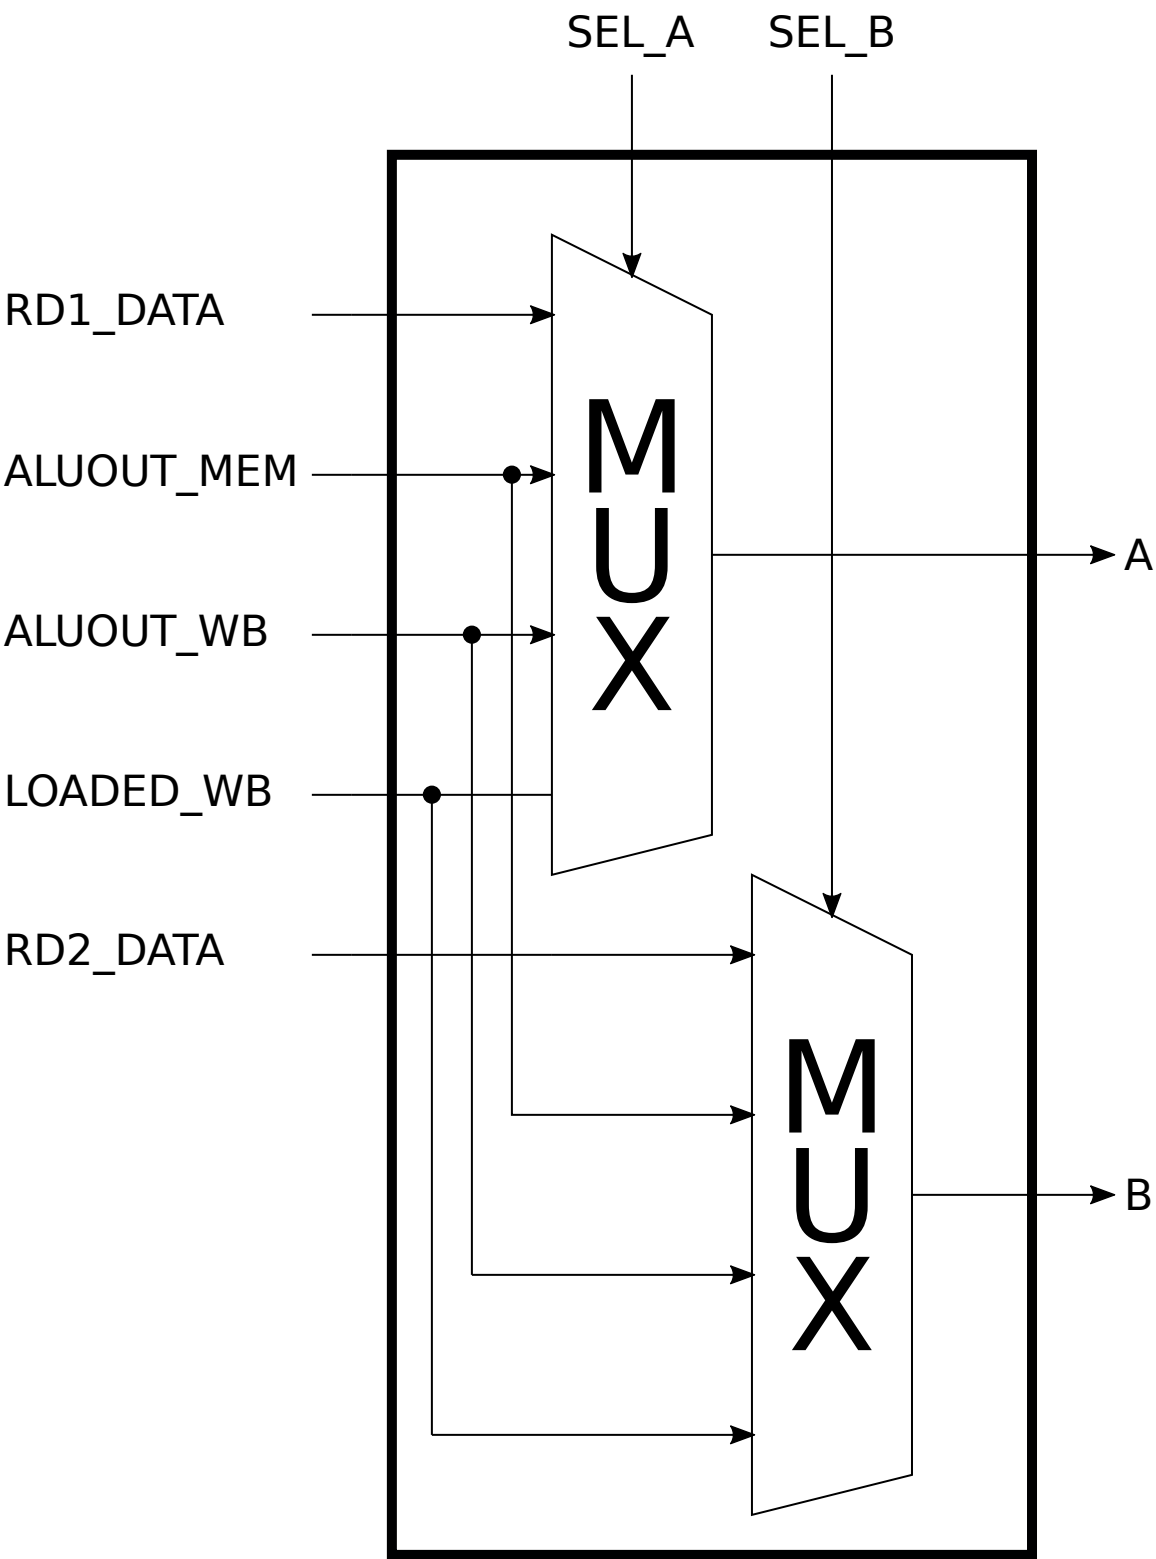 SEL_A SEL_B
RD1_DATA
ALUOUT_MEM
ALUOUT_WB
LOADED_WB
RD2_DATA
M
U
X
A
M
U
X
B